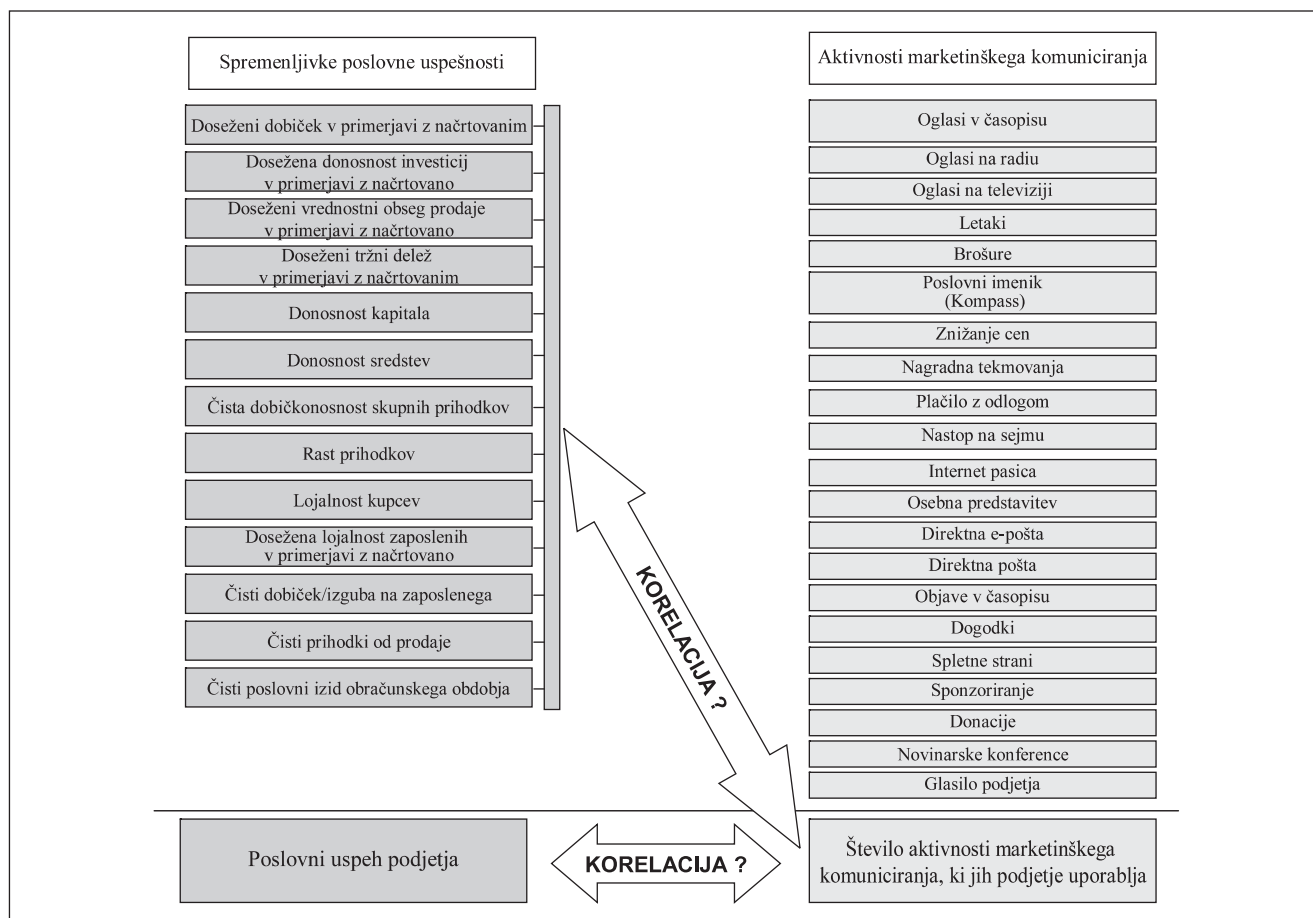 Spremenljivke poslovne uspešnosti
Doseženi dobiček v primerjavi z načrtovanim
Dosežena donosnost investicij
v primerjavi z načrtovano
Doseženi vrednostni obseg prodaje
v primerjavi z načrtovano
Doseženi tržni delež
v primerjavi z načrtovanim
Donosnost kapitala
Donosnost sredstev
Čista dobičkonosnost skupnih prihodkov
Rast prihodkov
Lojalnost kupcev
Dosežena lojalnost zaposlenih
v primerjavi z načrtovano
Čisti dobiček/izguba na zaposlenega
Čisti prihodki od prodaje
Čisti poslovni izid obračunskega obdobja
KORELACIJA ?
Aktivnosti marketinškega komuniciranja
Oglasi v časopisu
Oglasi na radiu
Oglasi na televiziji
Letaki
Brošure
Poslovni imenik
(Kompass)
Znižanje cen
Nagradna tekmovanja
Plačilo z odlogom
Nastop na sejmu
Internet pasica
Osebna predstavitev
Direktna e-pošta
Direktna pošta
Objave v časopisu
Dogodki
Spletne strani
Sponzoriranje
Donacije
Novinarske konference
Glasilo podjetja
Poslovni uspeh podjetja
KORELACIJA ?
Število aktivnosti marketinškega
komuniciranja, ki jih podjetje uporablja